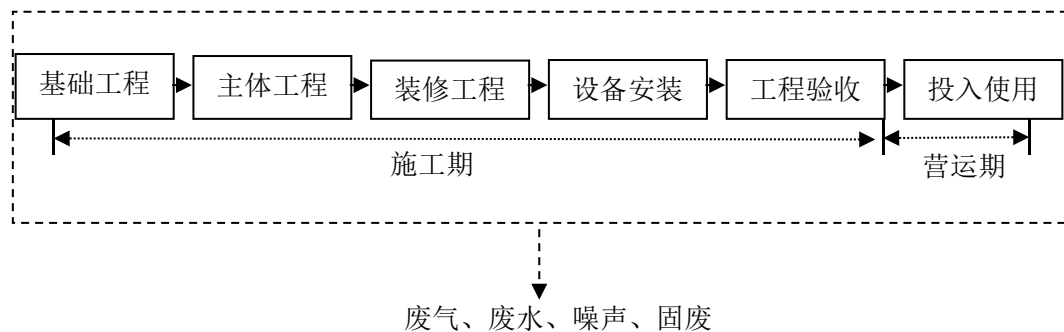 基础工程
主体工程
装修工程
设备安装
工程验收
投入使用
施工期
营运期
废气、废水、噪声、固废